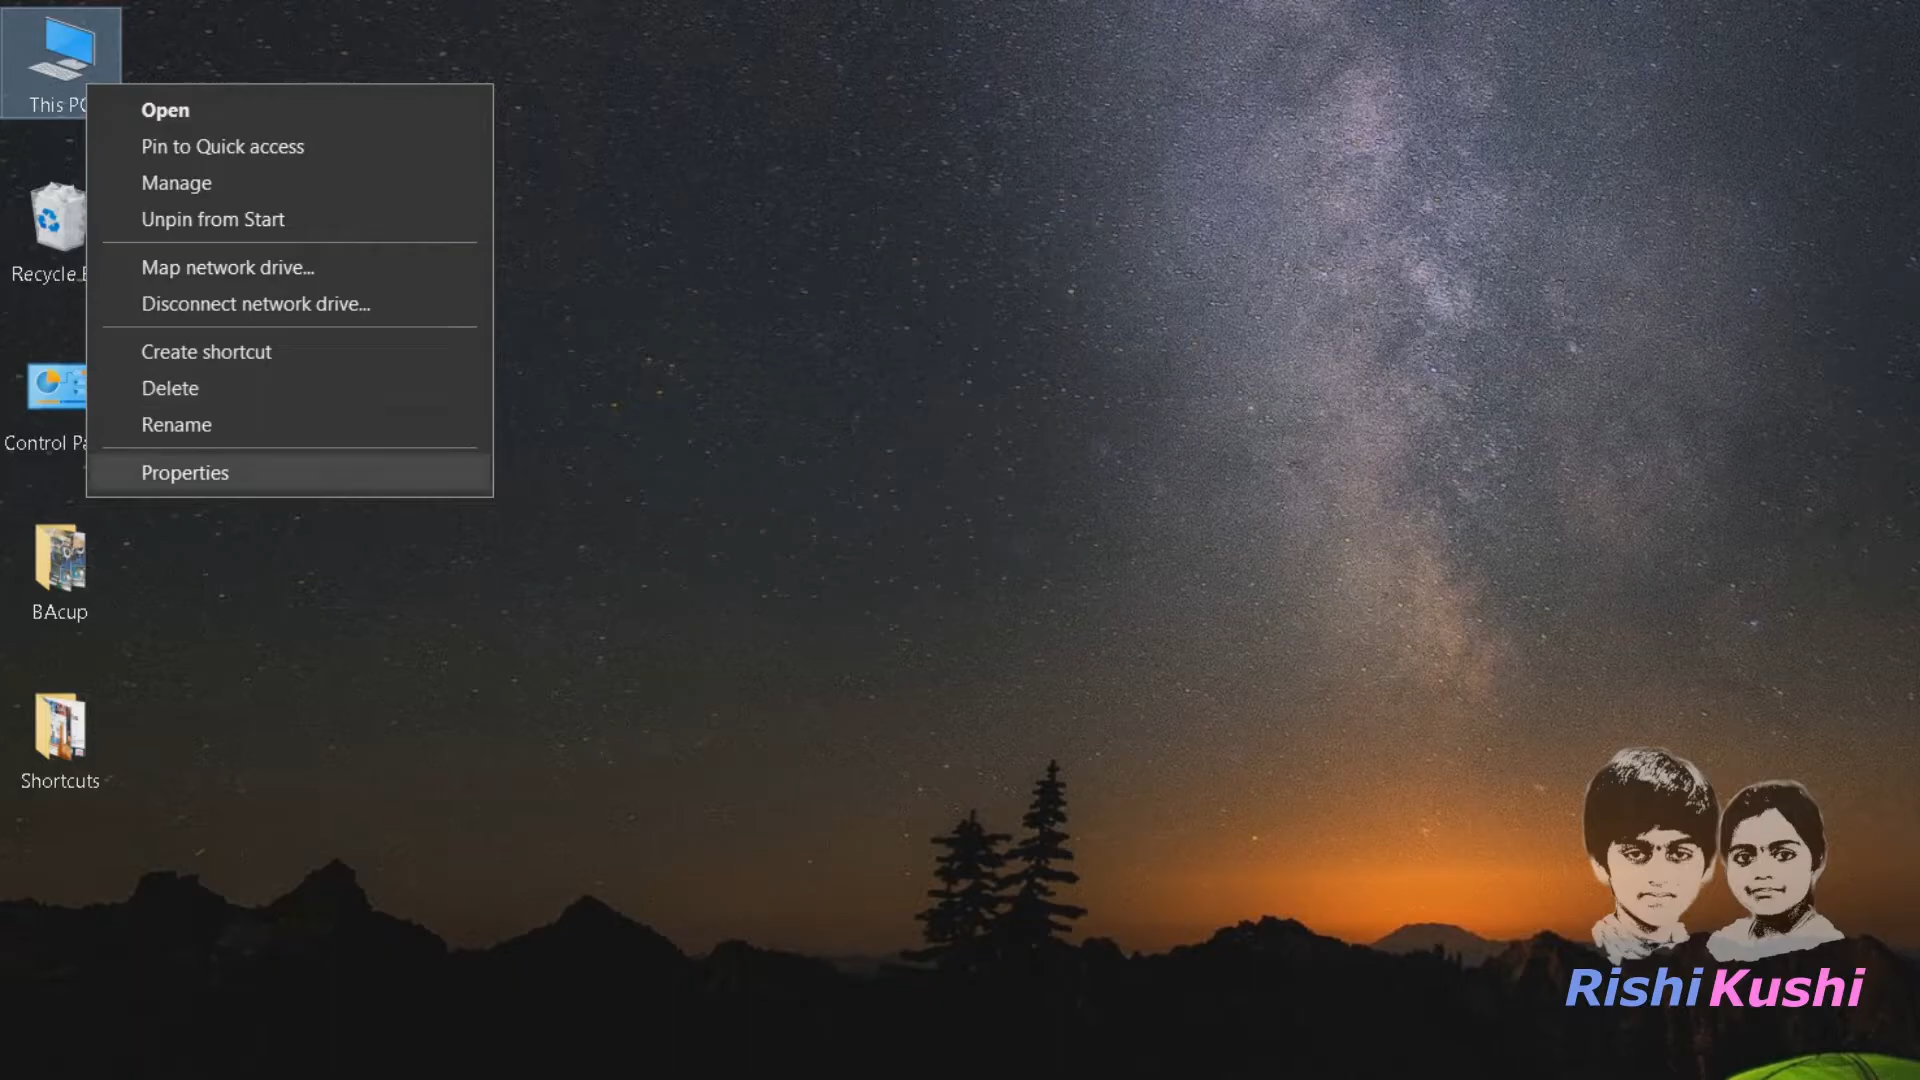 This PC
Open
Pin to Quick access
Manage
Unpin from Start
Map network drive...
Disconnect network drive...
Create shortcut
Delete
Rename
Properties
Recycle
Control
BAcup
Shortcuts
Rishi Kushi